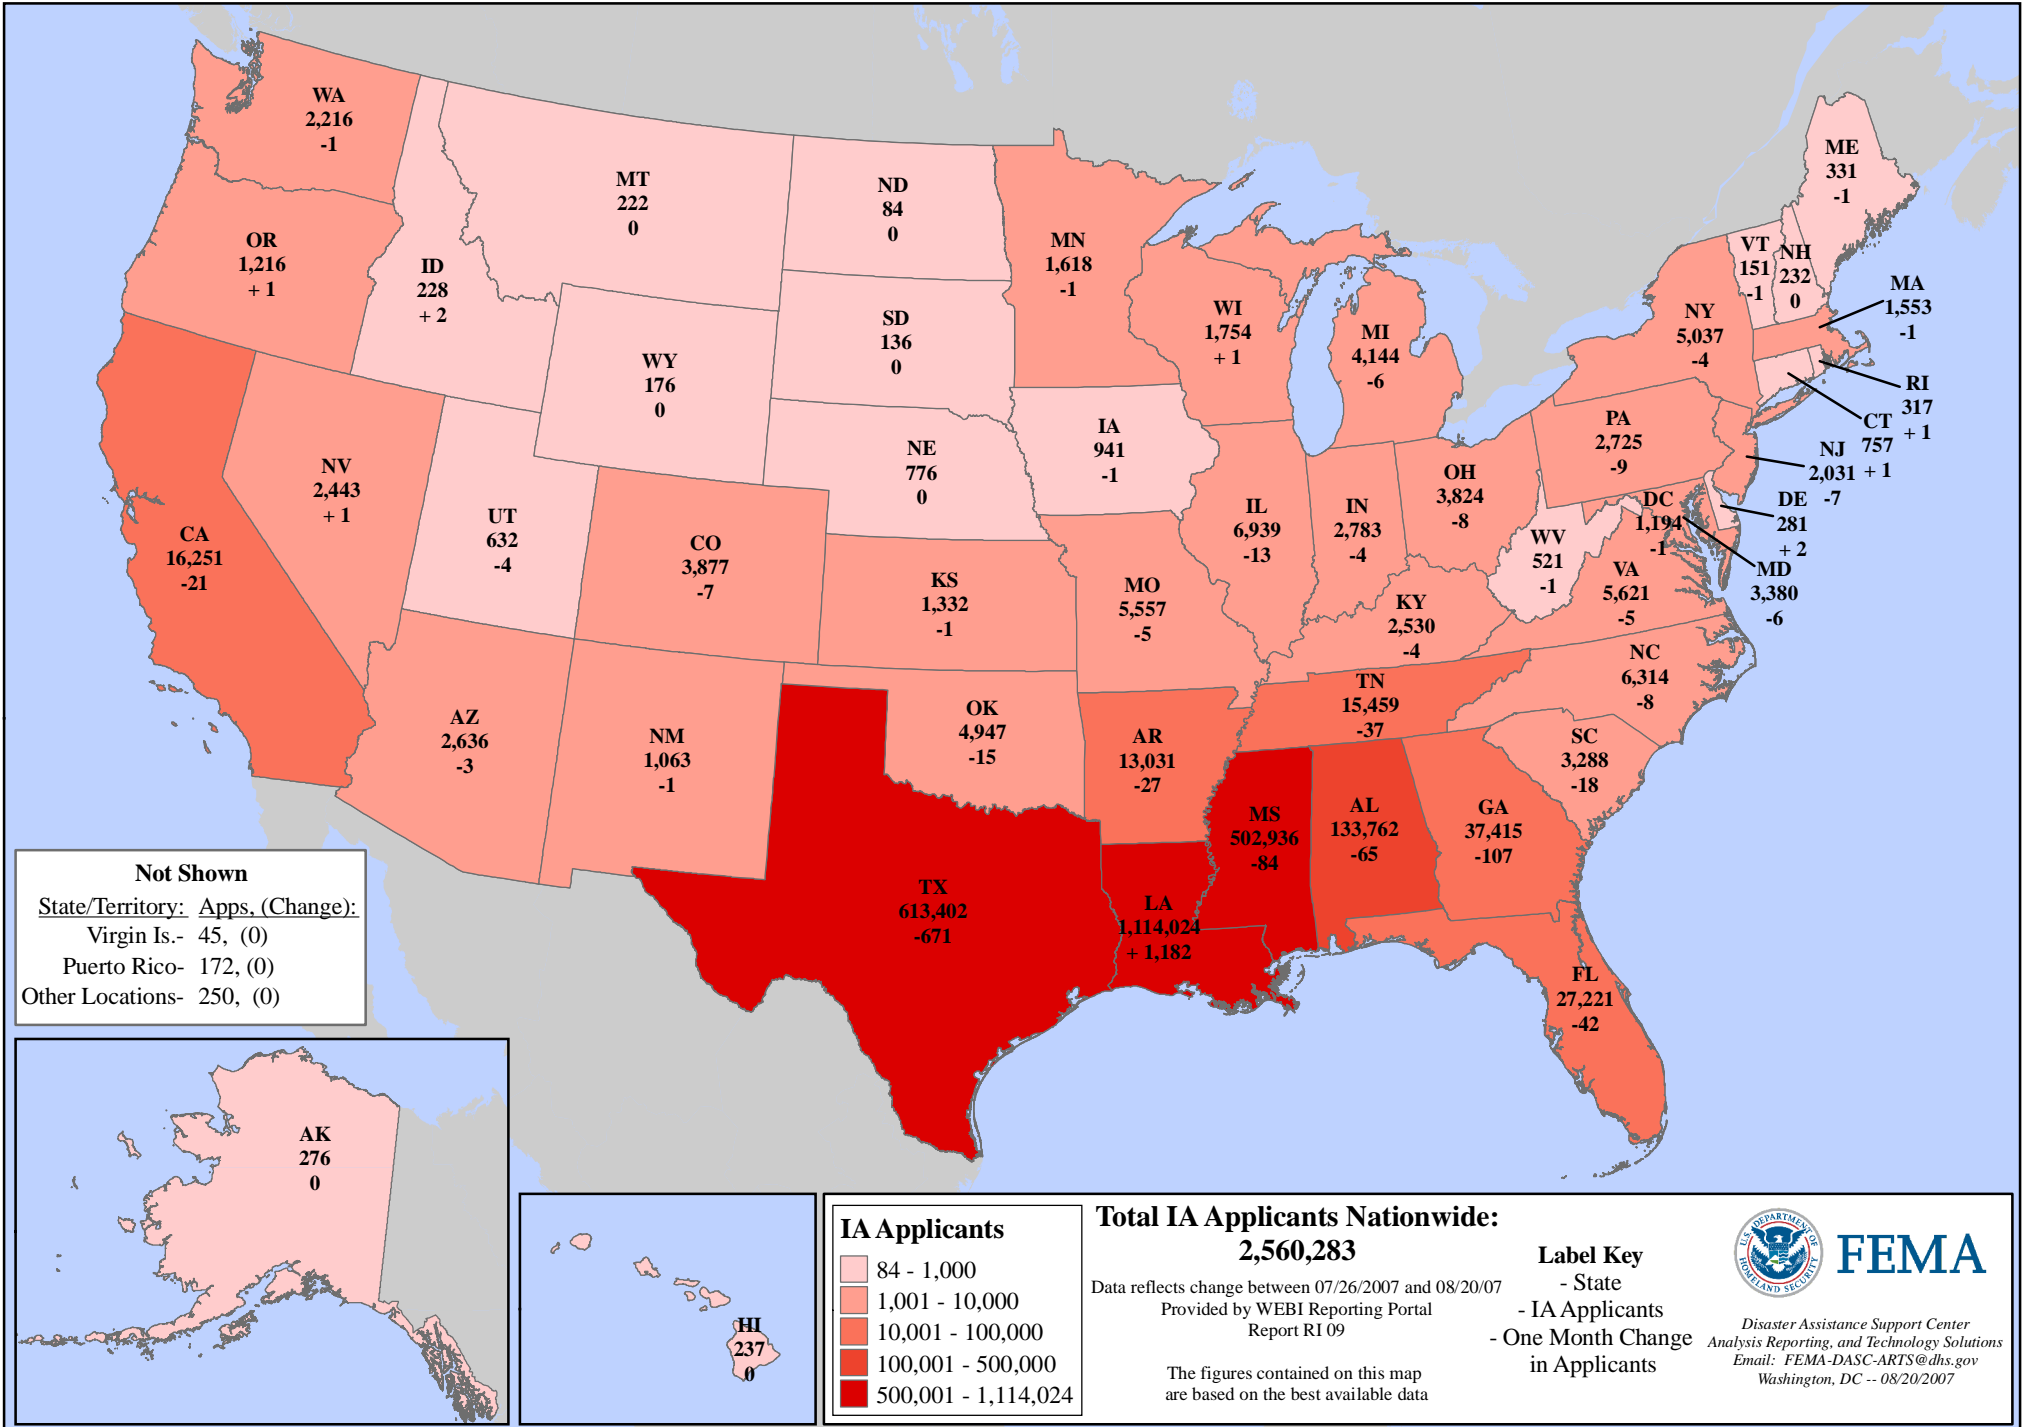 WA
2,216
-1
OR
1,216
+ 1
CA
16,251
-21
NV
2,443
+ 1
ID
228
+ 2
MT
222
0
WY
176
0
UT
632
-4
CO
3,877
-7
AZ
2,636
-3
NM
1,063
-1
ND
84
0
SD
136
0
NE
776
0
KS
1,332
-1
OK
4,947
-15
TX
613,402
-671
MN
1,618
-1
IA
941
-1
MO
5,557
-5
AR
13,031
-27
LA
1,114,024
+ 1,182
WI
1,754
+ 1
IL
6,939
-13
MI
4,144
-6
IN
2,783
-4
OH
3,824
-8
KY
2,530
-4
TN
15,459
-37
MS
502,936
-84
AL
133,762
-65
GA
37,415
-107
FL
27,221
-42
SC
3,288
-18
NC
6,314
-8
VA
5,621
-5
WV
521
-1
DC
1,194
-1
MD
3,380
-6
DE
281
+ 2
PA
2,725
-9
NJ
2,031
-7
NY
5,037
-4
CT
757
+ 1
RI
317
+ 1
MA
1,553
-1
VT
151
-1
NH
232
0
ME
331
-1
Not Shown
State/Territory: Apps, (Change):
Virgin Is.- 45, (0)
Puerto Rico- 172, (0)
Other Locations- 250, (0)
AK
276
0
HI
237
0
IA Applicants
84 - 1,000
1,001 - 10,000
10,001 - 100,000
100,001 - 500,000
500,001 - 1,114,024
Total IA Applicants Nationwide:
2,560,283
Data reflects change between 07/26/2007 and 08/20/07
Provided by WEBI Reporting Portal
Report RI 09
The figures contained on this map
are based on the best available data
Label Key
- State
- IA Applicants
- One Month Change
in Applicants
U.S. DEPARTMENT OF
HOMELAND SECURITY
FEMA
Disaster Assistance Support Center
Analysis Reporting, and Technology Solutions
Email: FEMA-DASC-ARTS@dhs.gov
Washington, DC -- 08/20/2007